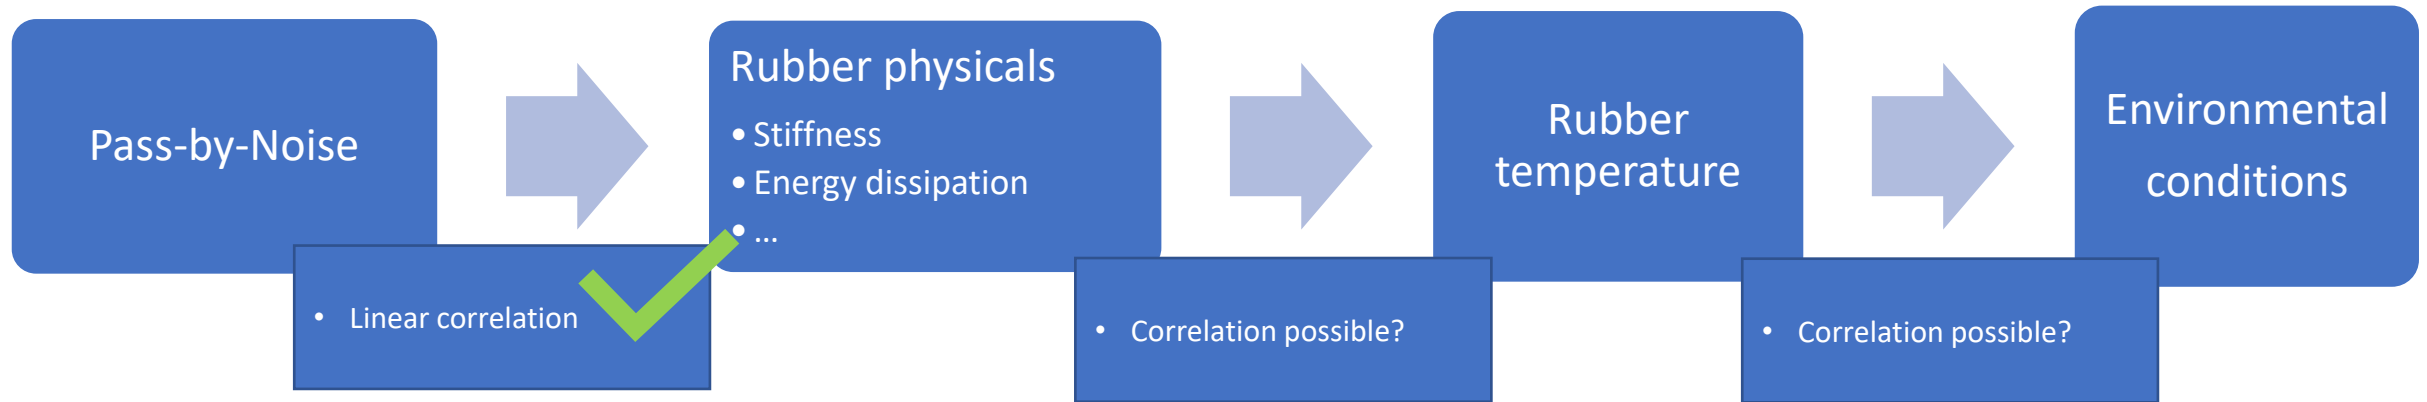 Pass-by-Noise
• Linear correlation
Rubber physicals
• Stiffness
• Energy dissipation
• ...
• Correlation possible?
Rubber
temperature
• Correlation possible?
Environmental
conditions